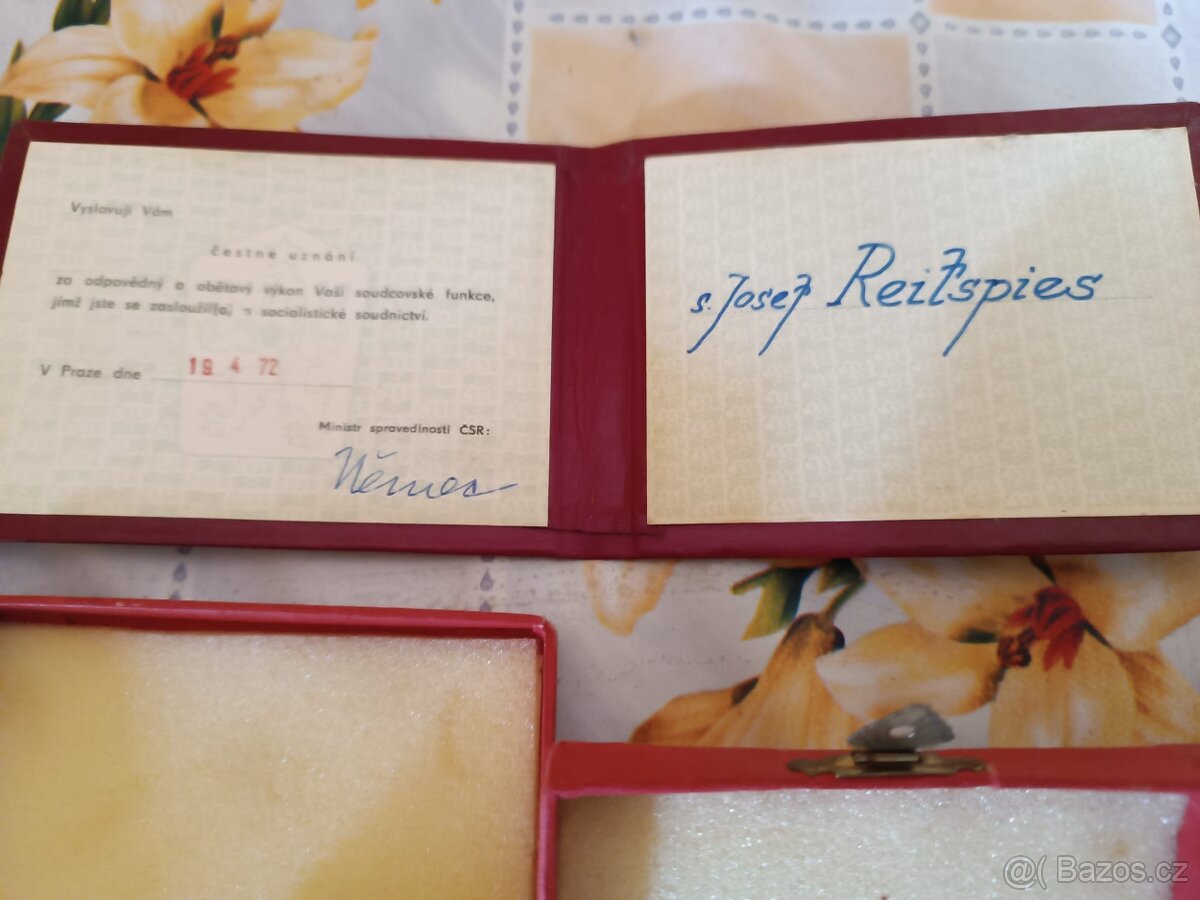 Vyslovuji Vám
čestné uznání
za odpovědný a obětavý výkon Vaší soudcovské funkce,
jímž jste se zasloužil(a) o socialistické soudnictví.
V Praze dne 19 4 72
Ministr spravedlnosti ČSR:
Němec
s. Josef Reitspies
@( Bazos.cz